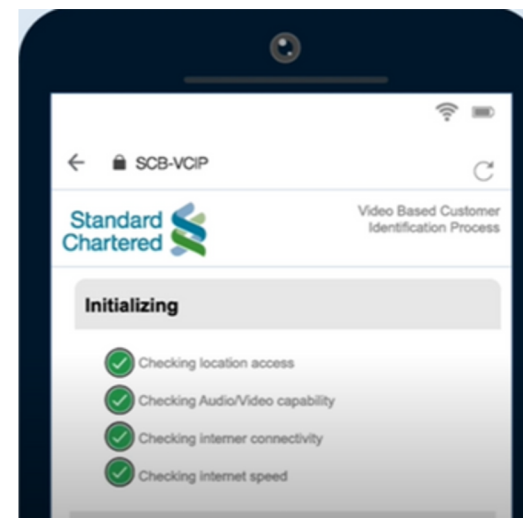 SCB-VCIP
Standard
Chartered
Video Based Customer
Identification Process
Initializing
Checking location access
Checking Audio/Video capability
Checking interner connectivity
Checking internet speed